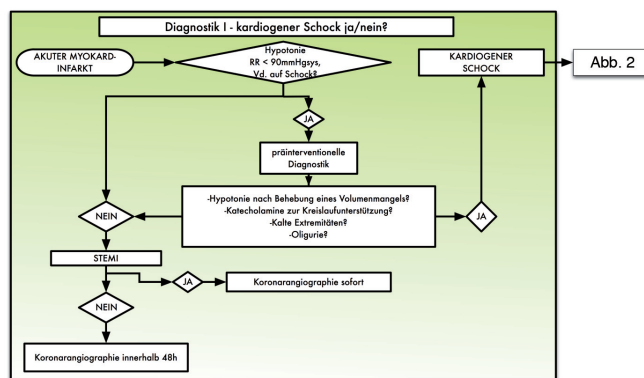 Diagnostik I - kardiogener Schock ja/nein?
AKUTER MYOKARD-
INFARKT
Hypotonie
RR < 90mmHgsys,
Vd. auf Schock?
KARDIOGENER
SCHOCK
Abb. 2
JA
präinterventionelle
Diagnostik
-Hypotonie nach Behebung eines Volumenmangels?
-Katecholamine zur Kreislaufunterstützung?
-Kalte Extremitäten?
-Oligurie?
NEIN
JA
STEMI
JA
Koronarangiographie sofort
NEIN
Koronarangiographie innerhalb 48h